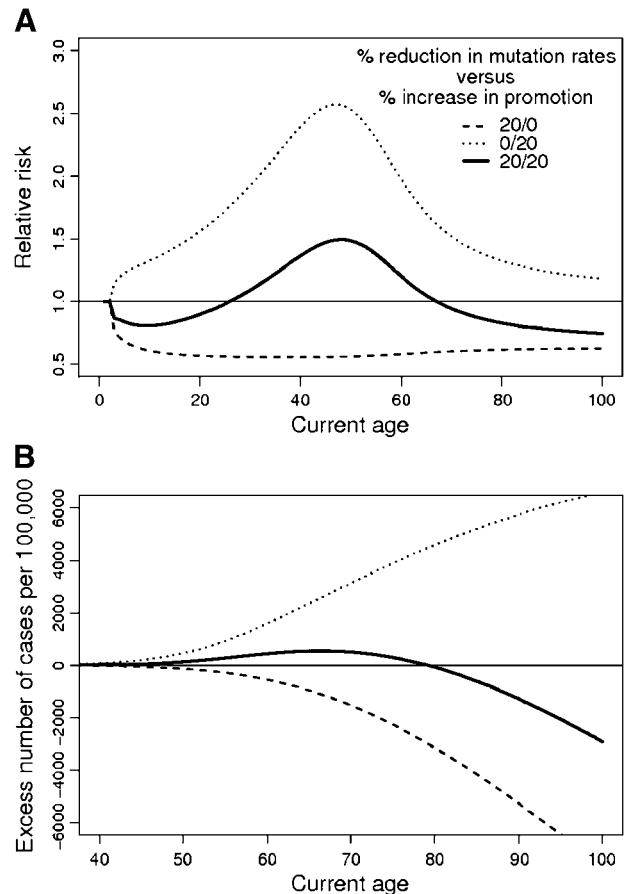 A
% reduction in mutation rates
versus
% increase in promotion
20/0
0/20
20/20
Relative risk
3.0
2.5
2.0
1.5
1.0
0.5
0 20 40 60 80 100
Current age
B
Excess number of cases per 100,000
6000
4000
2000
0
−2000
−4000
−6000
40 50 60 70 80 90 100
Current age